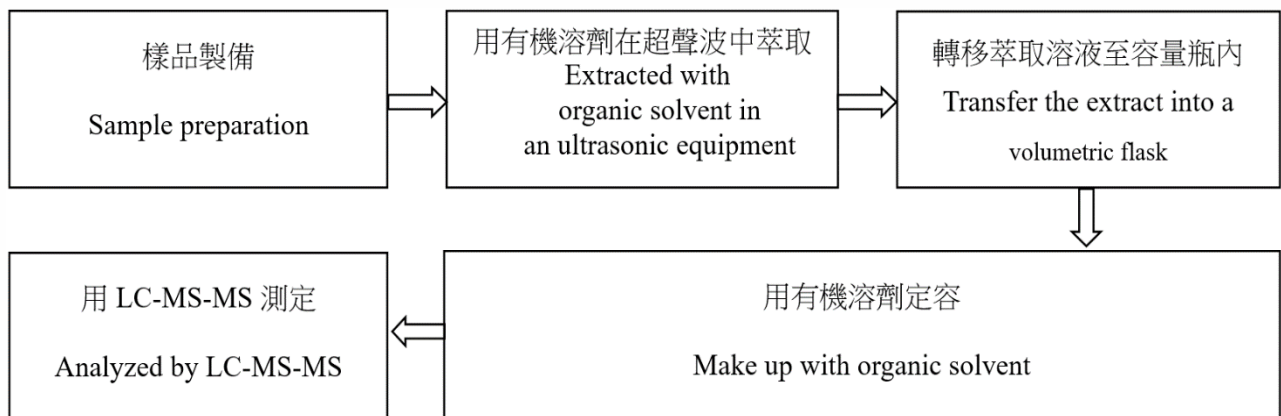 樣品製備
Sample preparation
用有機溶劑在超聲波中萃取
Extracted with
organic solvent in
an ultrasonic equipment
轉移萃取溶液至容量瓶內
Transfer the extract into a
volumetric flask
用有機溶劑定容
Make up with organic solvent
用 LC-MS-MS 測定
Analyzed by LC-MS-MS